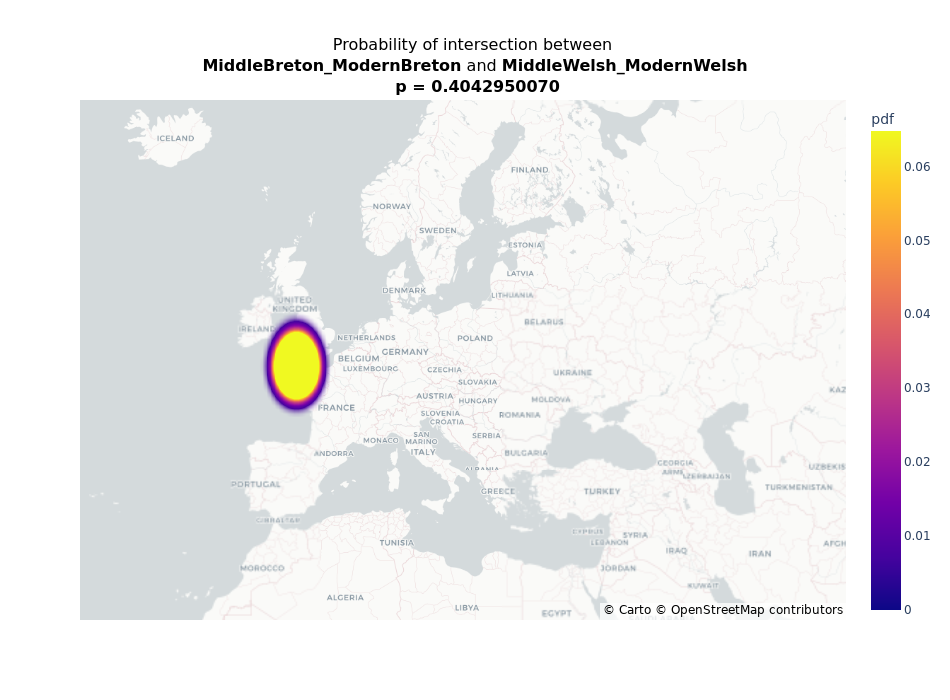 Probability of intersection between
MiddleBreton_ModernBreton and MiddleWelsh_ModernWelsh
p = 0.4042950070
pdf
0.06
0.05
0.04
0.03
0.02
0.01
0
ICELAND
FINLAND
NORWAY
SWEDEN
ESTONIA
LATVIA
DENMARK
LITHUANIA
UNITED
KINGDOM
IRELAND
BELARUS
NETHERLANDS
POLAND
GERMANY
BELGIUM
LUXEMBOURG
CZECHIA
UKRAINE
SLOVAKIA
KAZ
AUSTRIA
HUNGARY
MOLDOVA
FRANCE
SLOVENIA
ROMANIA
CROATIA
SAN
MARINO
MONACO
SERBIA
ITALY
ANDORRA
BULGARIA
GEORGIA
UZBEKIS
ALBANIA
ARME
AZERBAIJAN
PORTUGAL
TURKMENISTAN
GREECE
TURKEY
GIBRALTAR
CYPRUS
SYRIA
TUNISIA
LEBANON
AFGH
IRAQ
IRAN
MOROCCO
JORDAN
KUWAIT
ALGERIA
LIBYA
EGYPT
SAUDI ARABIA
© Carto © OpenStreetMap contributors